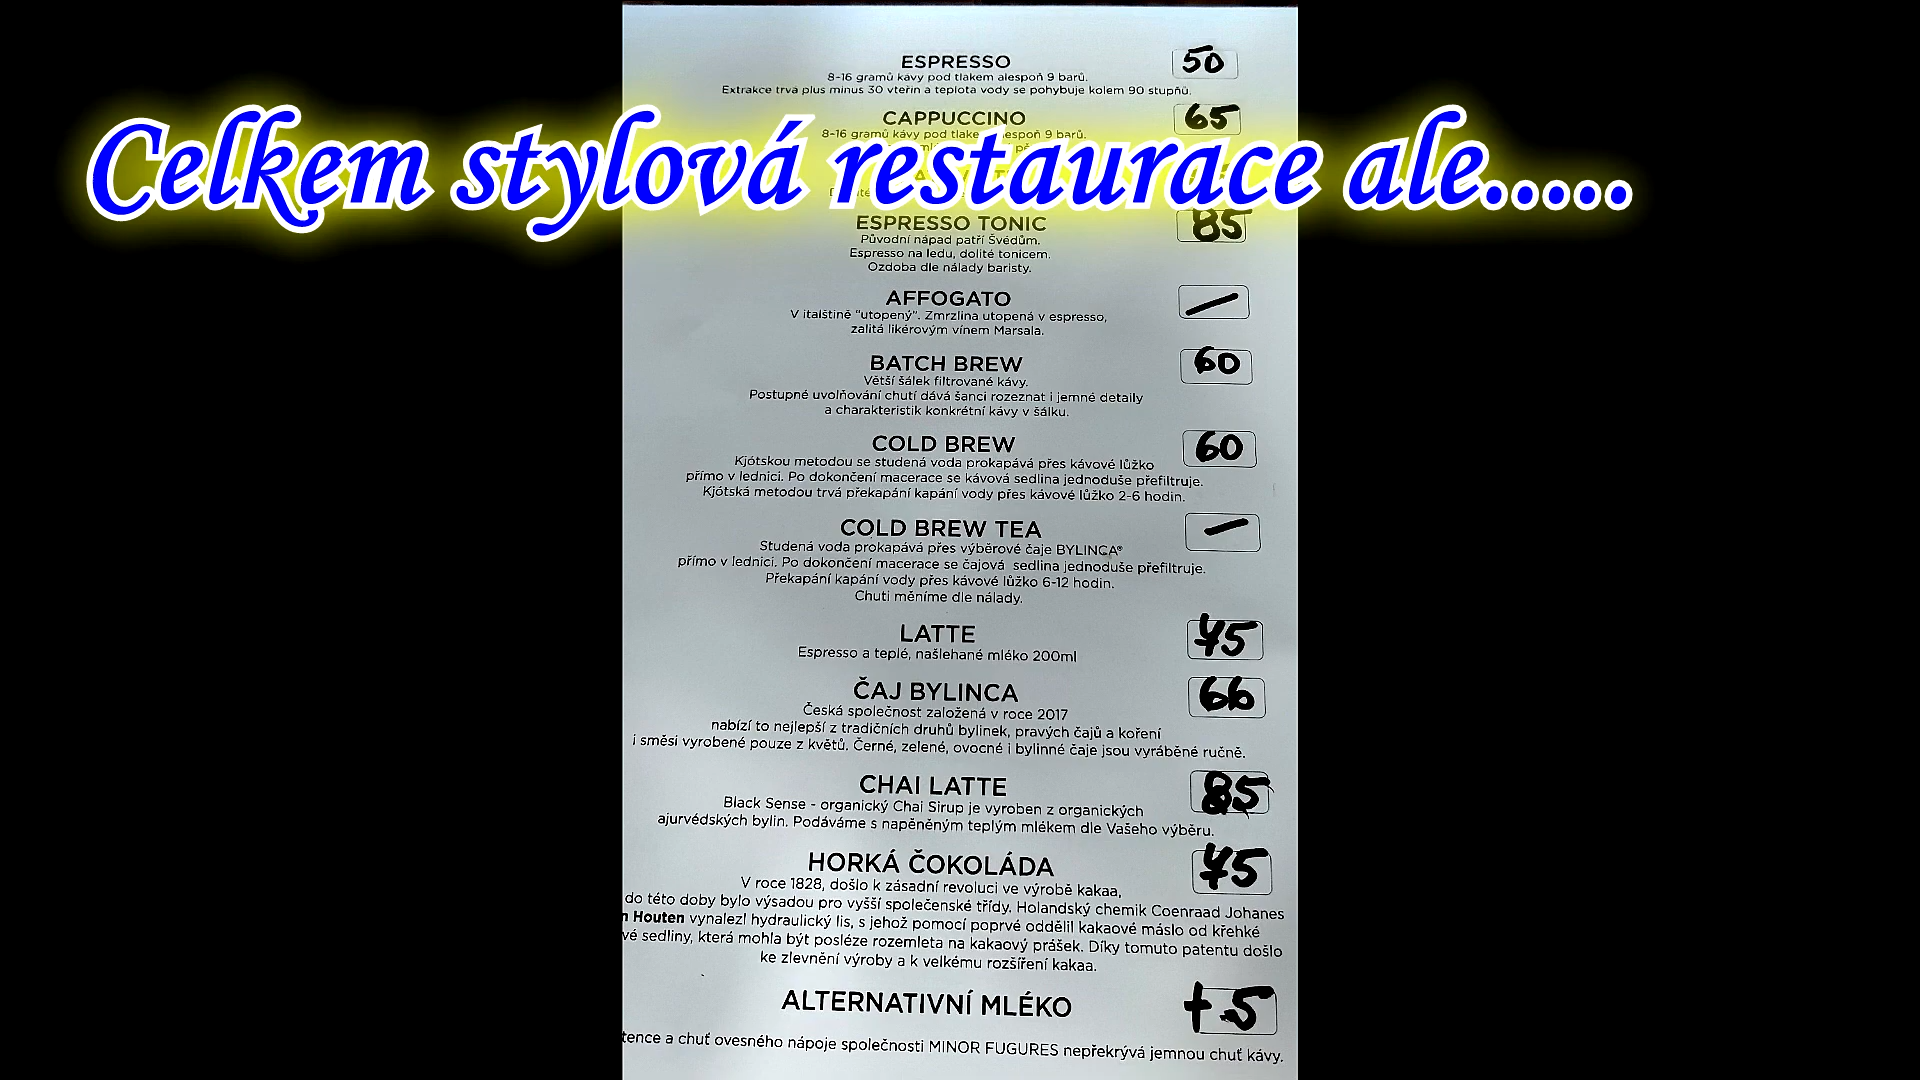 ESPRESSO 50
8-16 gramů kávy pod tlakem alespoň 9 barů.
Extrakce trvá plus minus 30 vteřin a teplota vody se pohybuje kolem 90 stupňů.
CAPPUCCINO 65
8-16 gramů kávy pod alespoň 9 barů.
Celkem stylová restaurace ale.....
ESPRESSO TONIC 85
Původní nápad patří Švédům.
Espresso na ledu, dolité tonicem.
Ozdoba dle nálady baristy.
AFFOGATO —
V italštině "utopený". Zmrzlina utopená v espresso,
zalitá likérovým vínem Marsala.
BATCH BREW 60
Větší šálek filtrované kávy.
Postupné uvolňování chutí dává šanci rozeznat i jemné detaily
a charakteristik konkrétní kávy v šálku.
COLD BREW 60
Kjótskou metodou se studená voda prokapává přes kávové lůžko
přímo v lednici. Po dokončení macerace se kávová sedlina jednoduše přefiltruje.
Kjótská metodou trvá překapání kapání vody přes kávové lůžko 2-6 hodin.
COLD BREW TEA —
Studená voda prokapává přes výběrové čaje BYLINCA®
přímo v lednici. Po dokončení macerace se čajová sedlina jednoduše přefiltruje.
Překapání kapání vody přes kávové lůžko 6-12 hodin.
Chuti měníme dle nálady.
LATTE 75
Espresso a teplé, našlehané mléko 200ml
ČAJ BYLINCA 66
Česká společnost založená v roce 2017
nabízí to nejlepší z tradičních druhů bylinek, pravých čajů a koření
i směsi vyrobené pouze z květů. Černé, zelené, ovocné i bylinné čaje jsou vyráběné ručně.
CHAI LATTE 85
Black Sense - organický Chai Sirup je vyroben z organických
ajurvédských bylin. Podáváme s napěněným teplým mlékem dle Vašeho výběru.
HORKÁ ČOKOLÁDA 75
V roce 1828, došlo k zásadní revoluci ve výrobě kakaa,
do této doby bylo výsadou pro vyšší společenské třídy. Holandský chemik Coenraad Johanes
n Houten vynalezl hydraulický lis, s jehož pomocí poprvé oddělil kakaové máslo od křehké
vé sedliny, která mohla být posléze rozemleta na kakaový prášek. Díky tomuto patentu došlo
ke zlevnění výroby a k velkému rozšíření kakaa.
ALTERNATIVNÍ MLÉKO +5
tence a chuť ovesného nápoje společnosti MINOR FUGURES nepřekrývá jemnou chuť kávy.